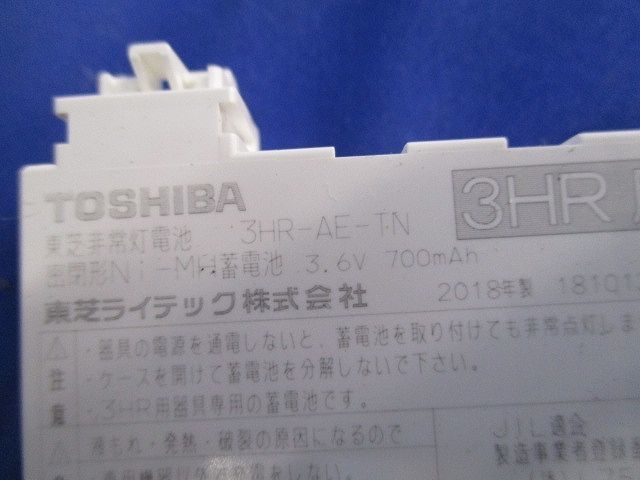 TOSHIBA
3HR
東芝非常灯電池 3HR-AE-TN
密閉形Ni-MH蓄電池 3.6V 700mAh
東芝ライテック株式会社 2018年製 1810
⚠ ・器具の電源を通電しないと、蓄電池を取り付けても非常点灯しま
注 ・ケースを開けて蓄電池を分解しないで下さい。
意 ・3HR用器具専用の蓄電池です。
⚠ 液もれ・発熱・破裂の原因になるので
JIL適合
製造事業者登録